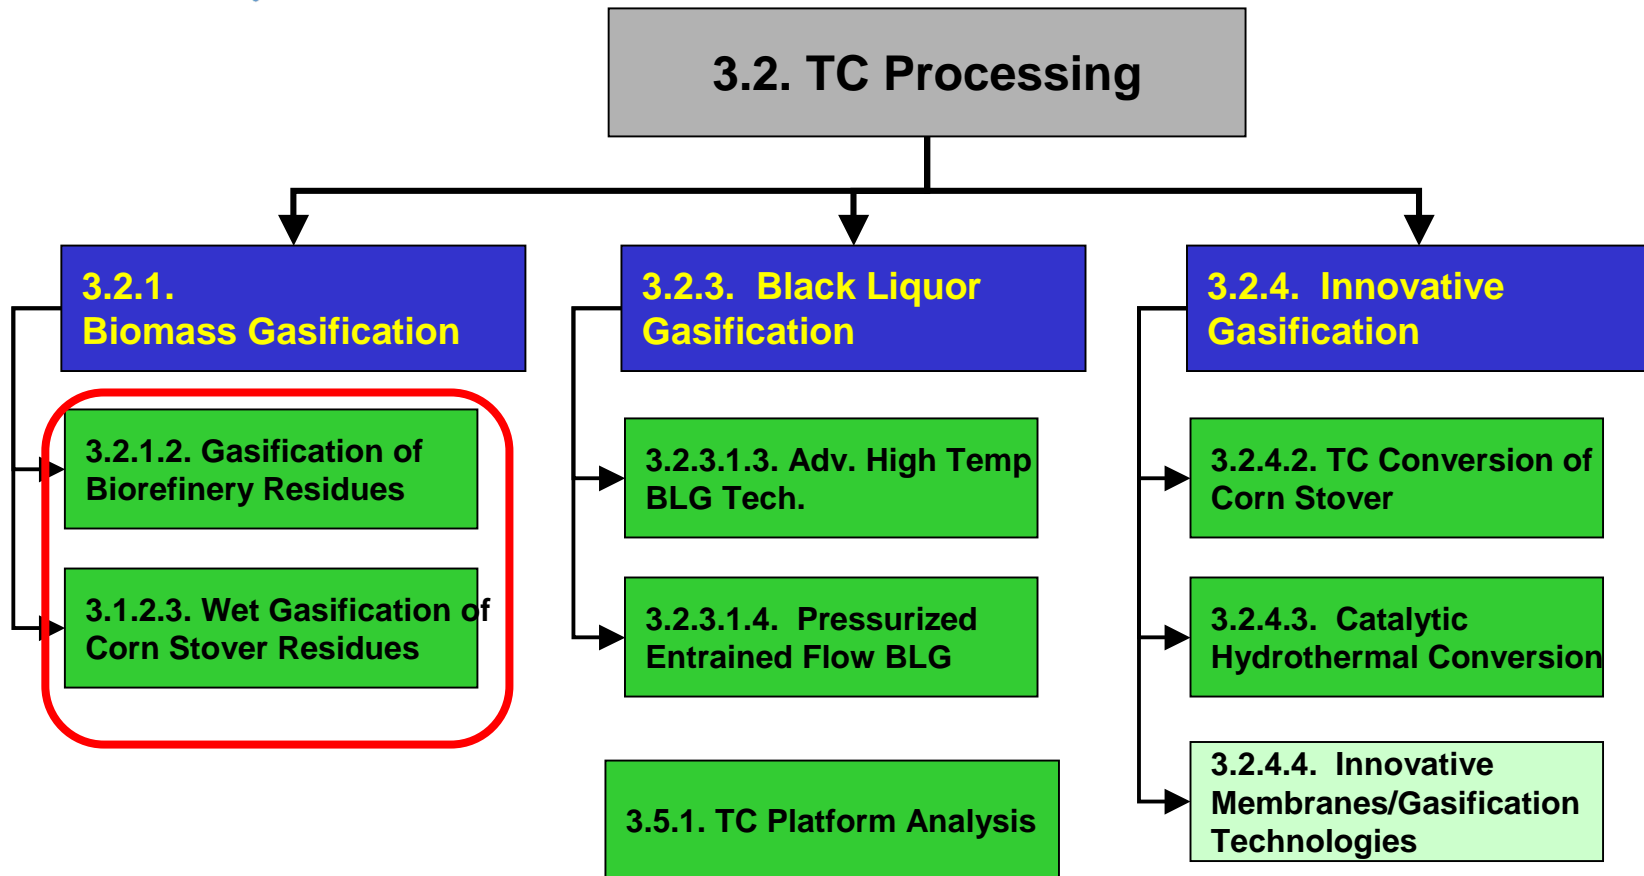 3.2. TC Processing
3.2.1.
Biomass Gasification
3.2.1.2. Gasification of
Biorefinery Residues
3.1.2.3. Wet Gasification of
Corn Stover Residues
3.2.3. Black Liquor
Gasification
3.2.3.1.3. Adv. High Temp
BLG Tech.
3.2.3.1.4. Pressurized
Entrained Flow BLG
3.5.1. TC Platform Analysis
3.2.4. Innovative
Gasification
3.2.4.2. TC Conversion of
Corn Stover
3.2.4.3. Catalytic
Hydrothermal Conversion
3.2.4.4. Innovative
Membranes/Gasification
Technologies